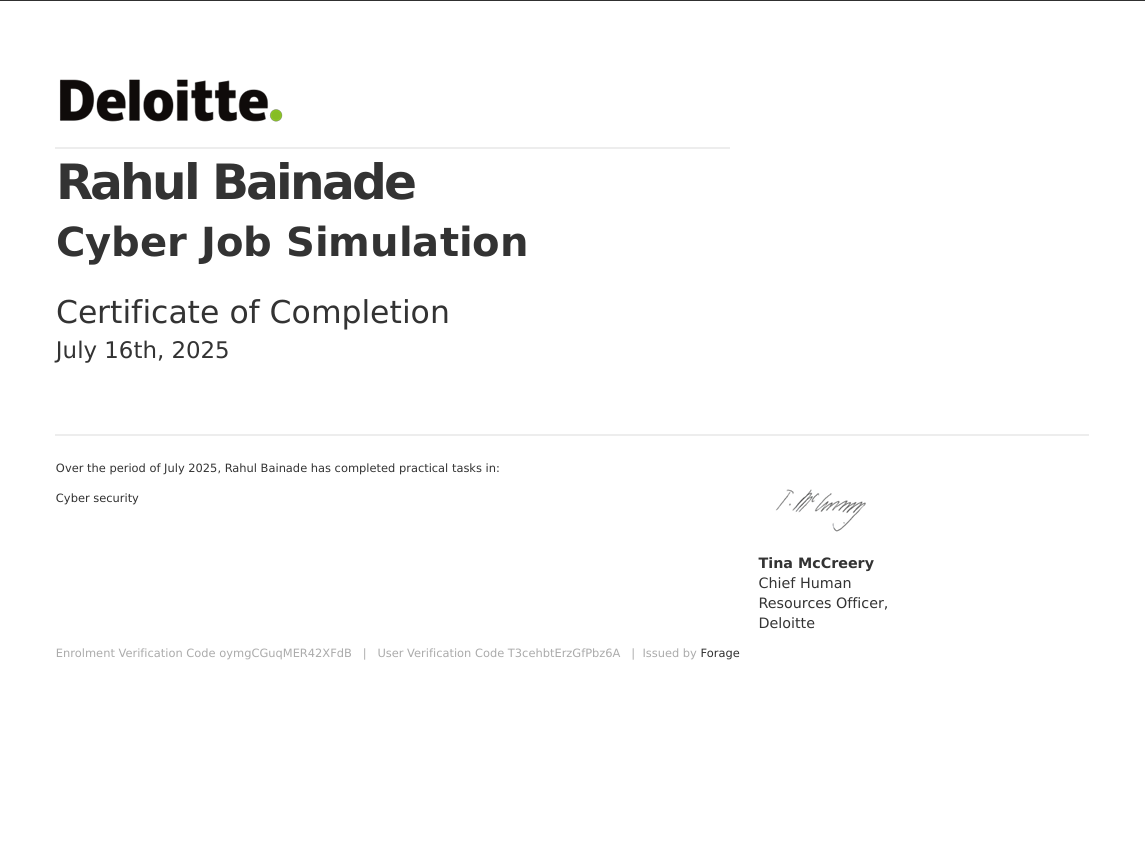 Deloitte.
Rahul Bainade
Cyber Job Simulation
Certificate of Completion
July 16th, 2025
Over the period of July 2025, Rahul Bainade has completed practical tasks in:
Cyber security
T. McCreery
Tina McCreery
Chief Human
Resources Officer,
Deloitte
Enrolment Verification Code oymgCGuqMER42XFdB | User Verification Code T3cehbtErzGfPbz6A | Issued by Forage